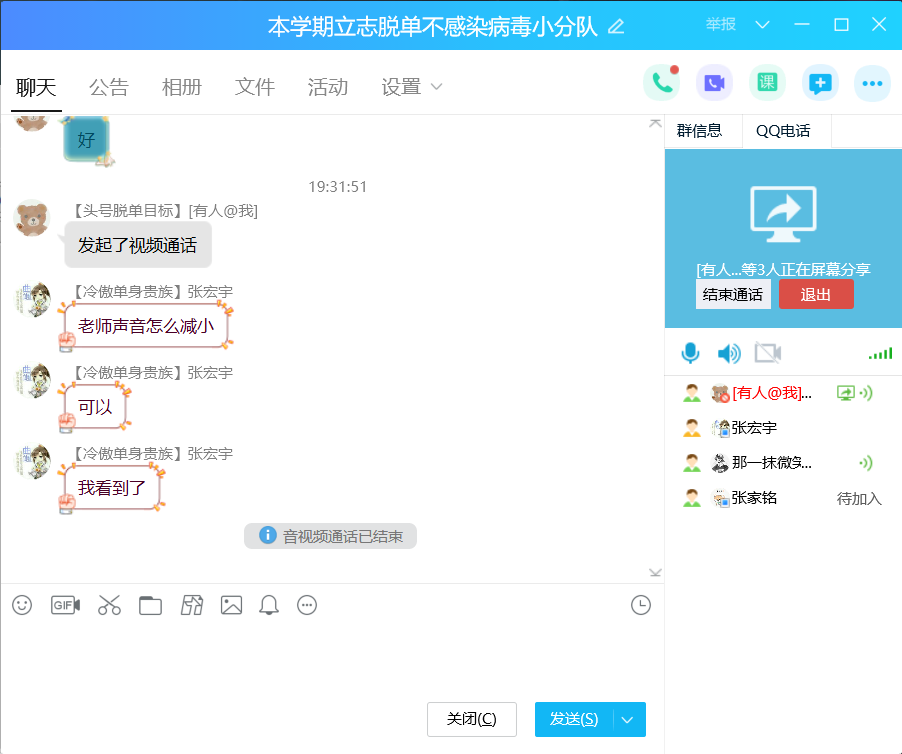 本学期立志脱单不感染病毒小分队
举报
聊天 公告 相册 文件 活动 设置
课
好
19:31:51
【头号脱单目标】[有人@我]
发起了视频通话
【冷傲单身贵族】张宏宇
老师声音怎么减小
【冷傲单身贵族】张宏宇
可以
【冷傲单身贵族】张宏宇
我看到了
音视频通话已结束
GIF
关闭(C) 发送(S)
群信息 QQ电话
[有人...等3人正在屏幕分享
结束通话 退出
[有人@我]...
张宏宇
那一抹微笑...
张家铭 待加入